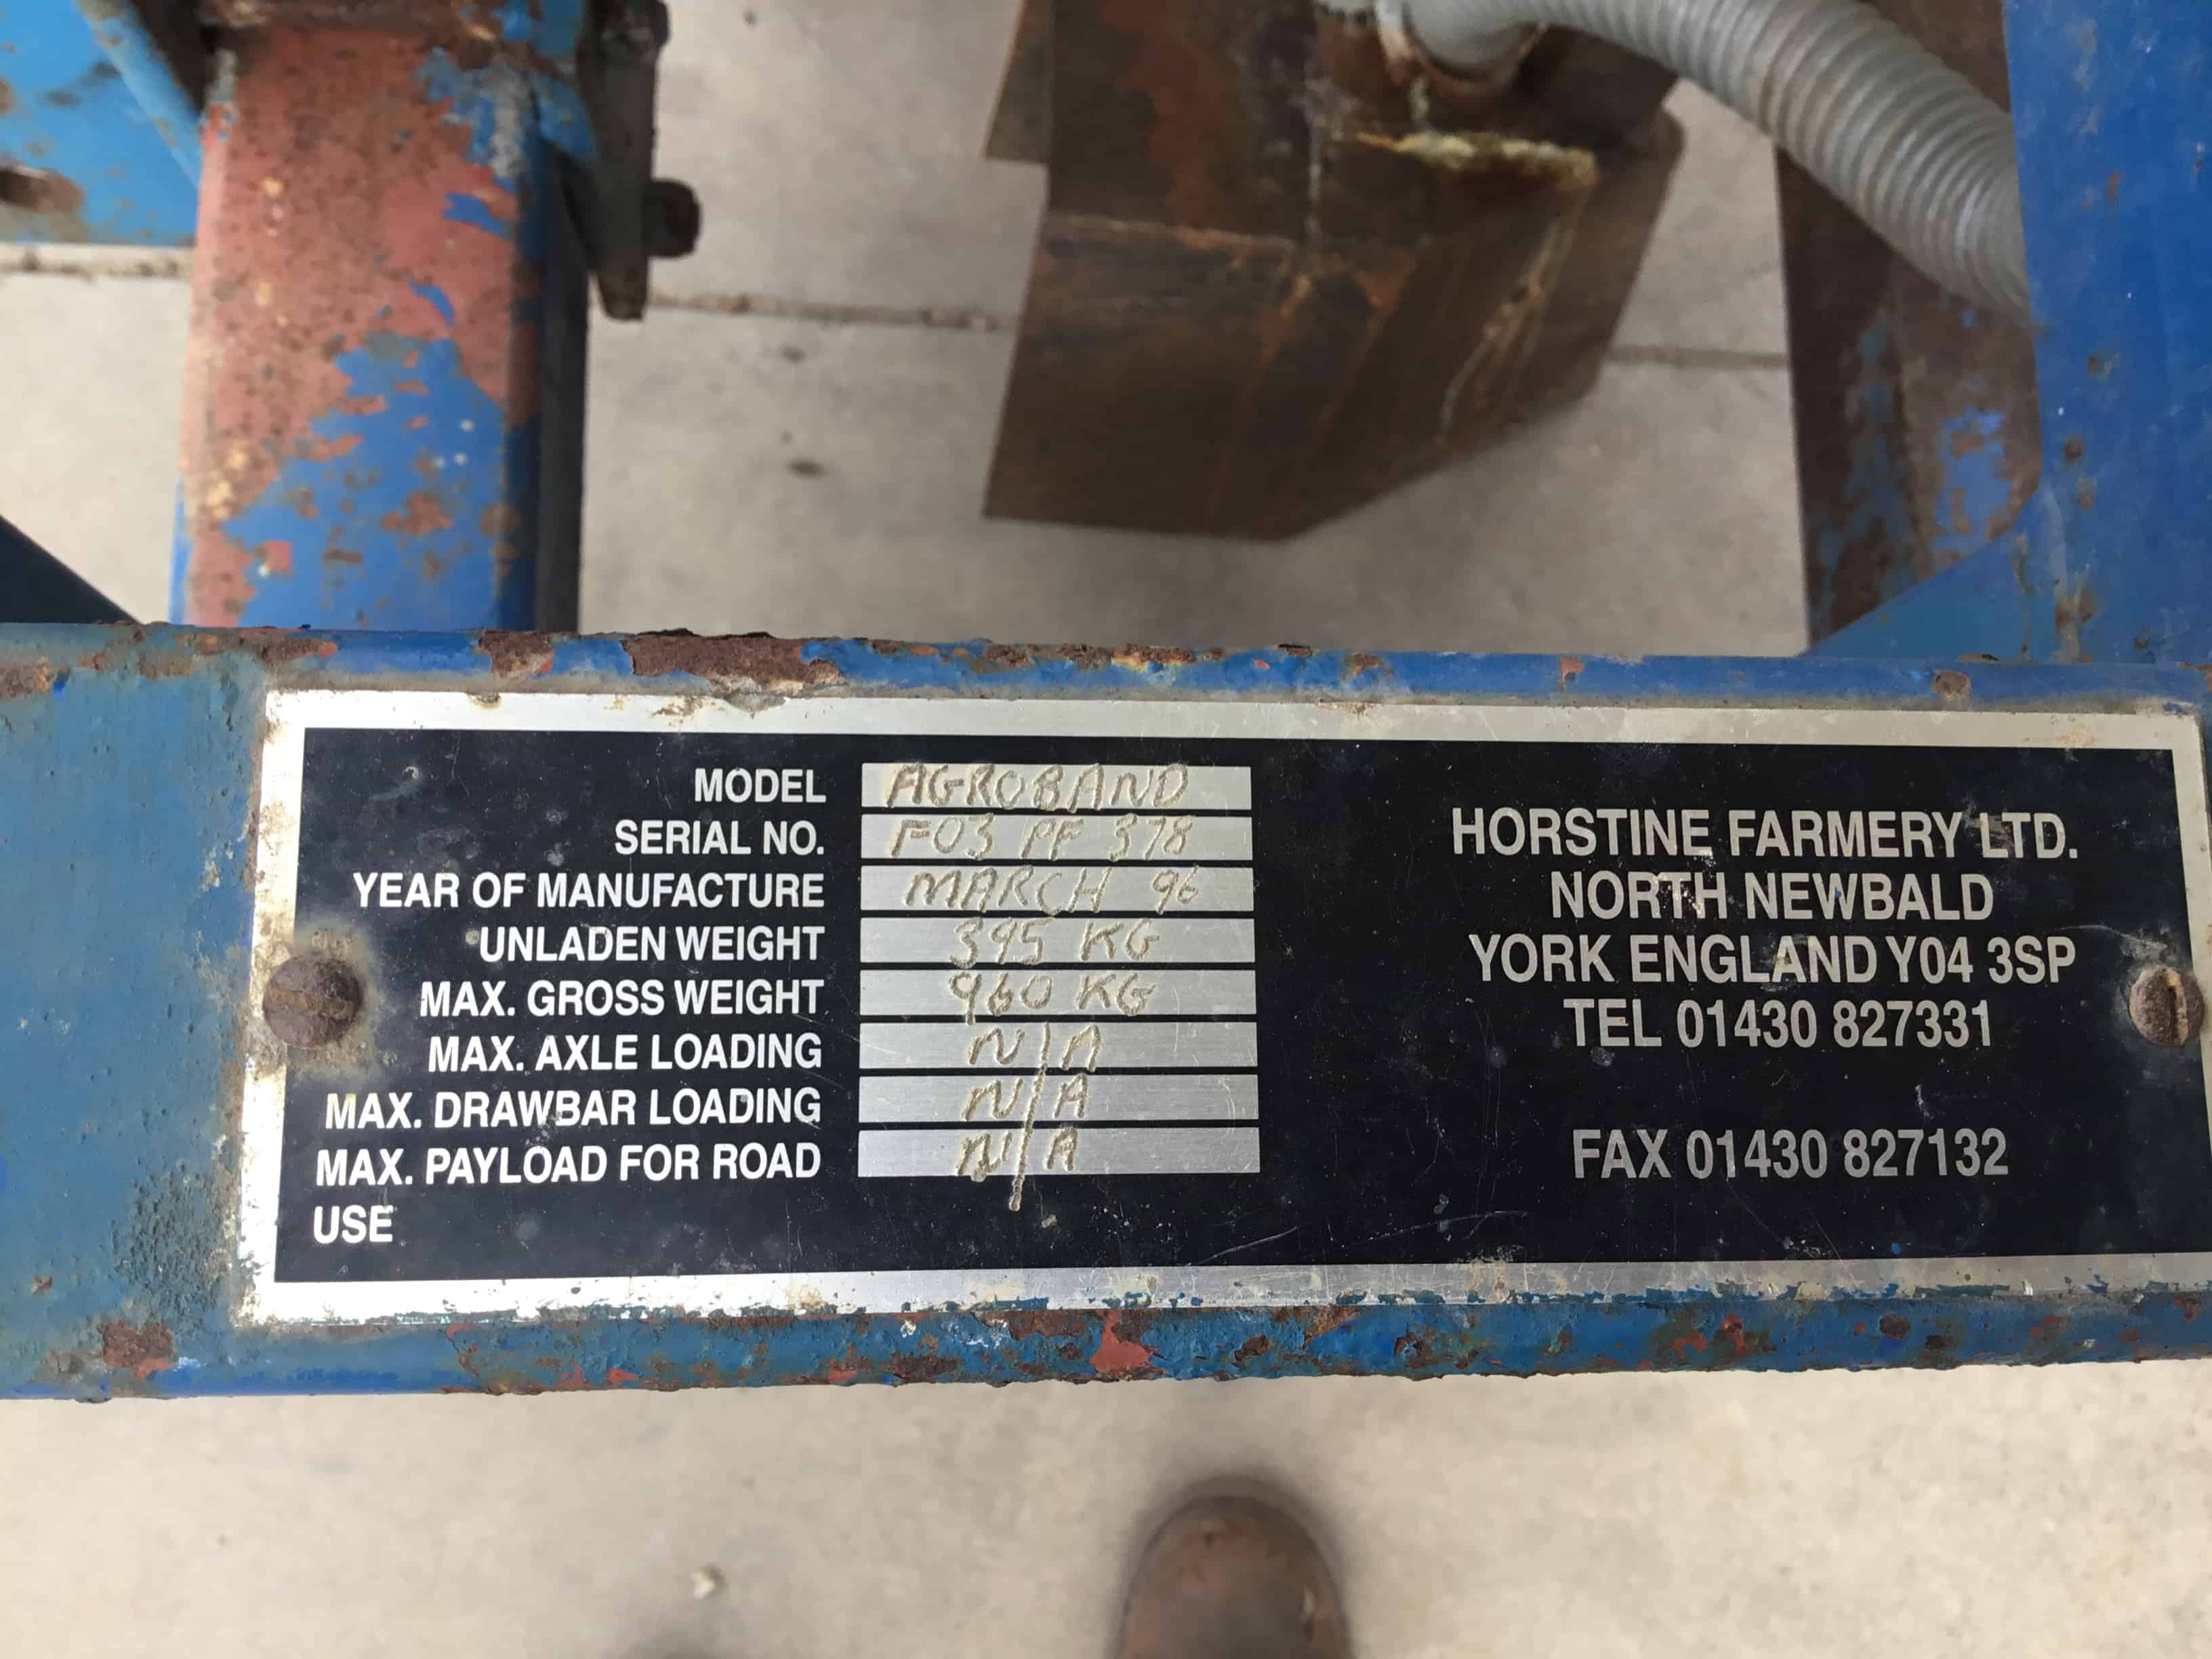 MODEL AGROBAND
SERIAL NO. F03 PF 378
YEAR OF MANUFACTURE MARCH 96
UNLADEN WEIGHT 395 KG
MAX. GROSS WEIGHT 960 KG
MAX. AXLE LOADING N/A
MAX. DRAWBAR LOADING N/A
MAX. PAYLOAD FOR ROAD N/A
USE
HORSTINE FARMERY LTD.
NORTH NEWBALD
YORK ENGLAND Y04 3SP
TEL 01430 827331
FAX 01430 827132